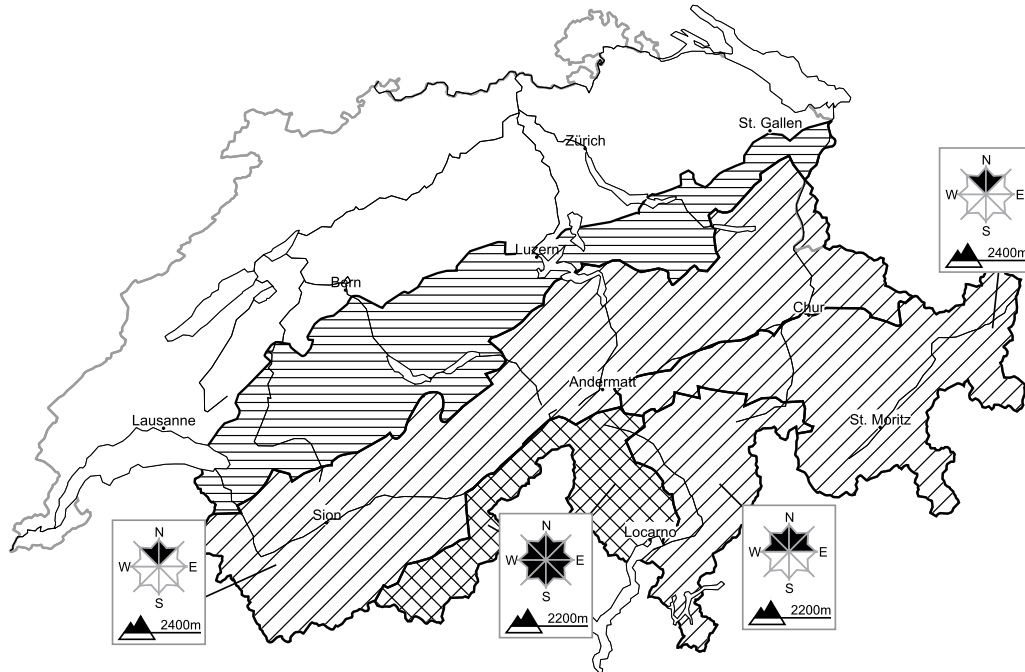 St. Gallen
Zürich
N
W E
S
2400m
Luzern
Bern
Chur
Andermatt
Lausanne
St. Moritz
Sion
Locarno
N
W E
S
2400m
N
W E
S
2200m
N
W E
S
2200m